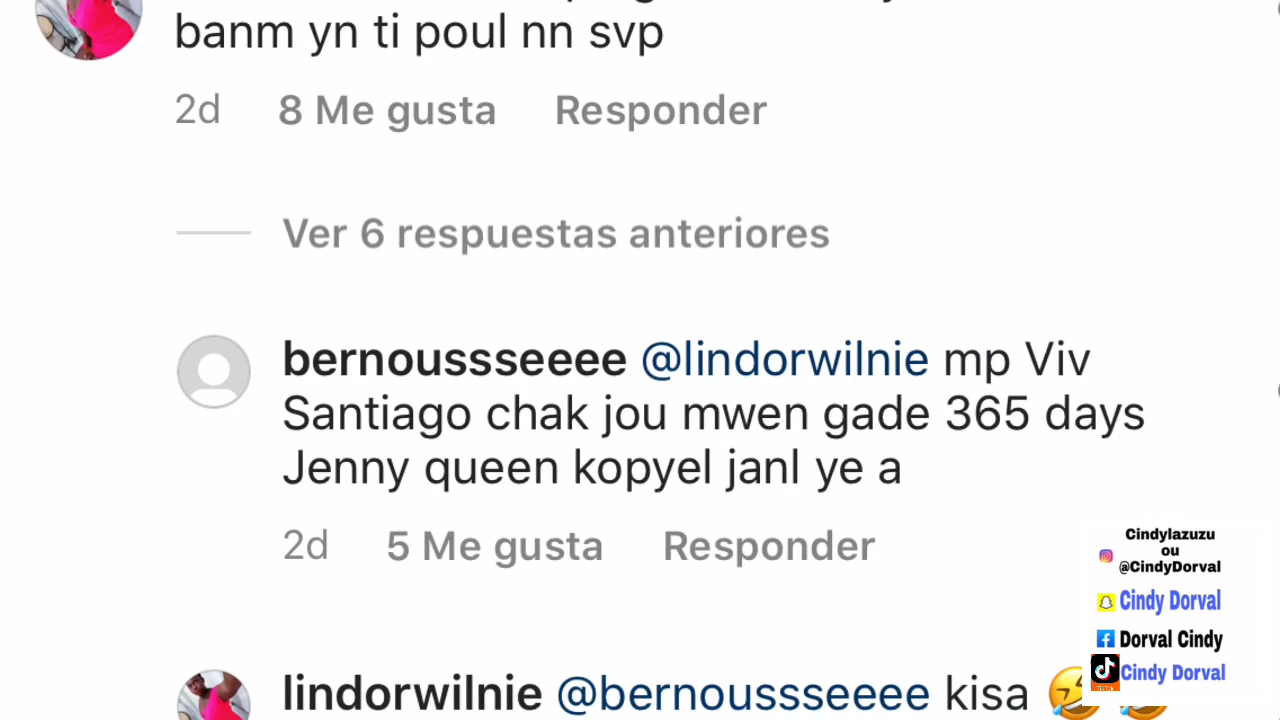 banm yn ti poul nn svp
2d 8 Me gusta Responder
Ver 6 respuestas anteriores
bernoussseeee @lindorwilnie mp Viv
Santiago chak jou mwen gade 365 days
Jenny queen kopyel janl ye a
2d 5 Me gusta Responder
lindorwilnie @bernoussseeee kisa 🤣🤣
Cindylazuzu
ou
@CindyDorval
Cindy Dorval
Dorval Cindy
Cindy Dorval